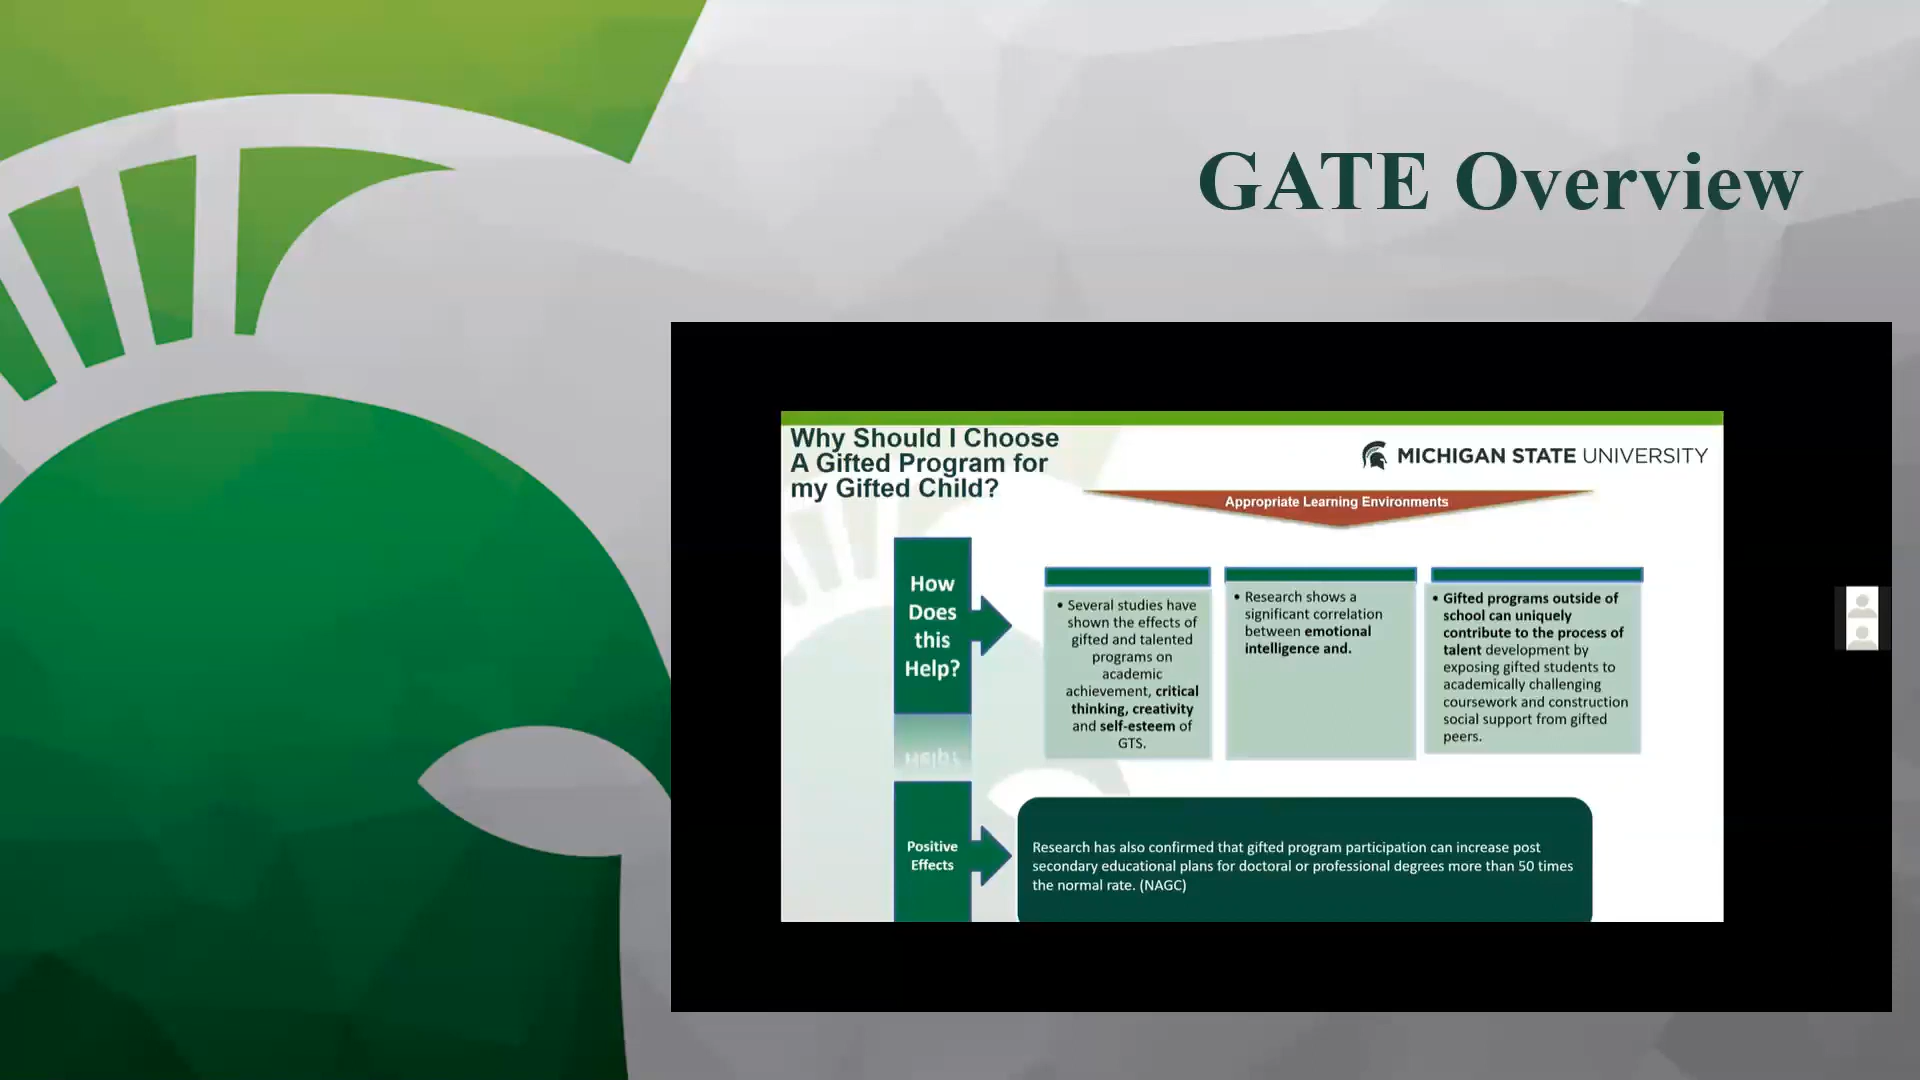 GATE Overview
Why Should I Choose
A Gifted Program for
my Gifted Child?
MICHIGAN STATE UNIVERSITY
Appropriate Learning Environments
How
Does
this
Help?
• Several studies have
shown the effects of
gifted and talented
programs on
academic
achievement, critical
thinking, creativity
and self-esteem of
GTS.
• Research shows a
significant correlation
between emotional
intelligence and.
• Gifted programs outside of
school can uniquely
contribute to the process of
talent development by
exposing gifted students to
academically challenging
coursework and construction
social support from gifted
peers.
Positive
Effects
Research has also confirmed that gifted program participation can increase post
secondary educational plans for doctoral or professional degrees more than 50 times
the normal rate. (NAGC)